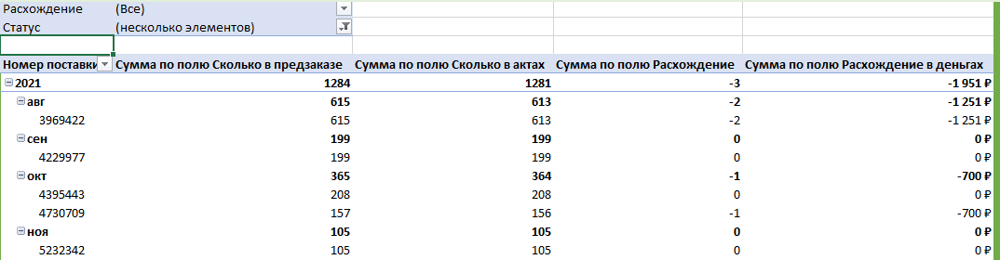 Расхождение (Все)
Статус (несколько элементов)
Номер поставки Сумма по полю Сколько в предзаказе Сумма по полю Сколько в актах Сумма по полю Расхождение Сумма по полю Расхождение в деньгах
2021 1284 1281 -3 -1 951 ₽
авг 615 613 -2 -1 251 ₽
3969422 615 613 -2 -1 251 ₽
сен 199 199 0 0 ₽
4229977 199 199 0 0 ₽
окт 365 364 -1 -700 ₽
4395443 208 208 0 0 ₽
4730709 157 156 -1 -700 ₽
ноя 105 105 0 0 ₽
5232342 105 105 0 0 ₽